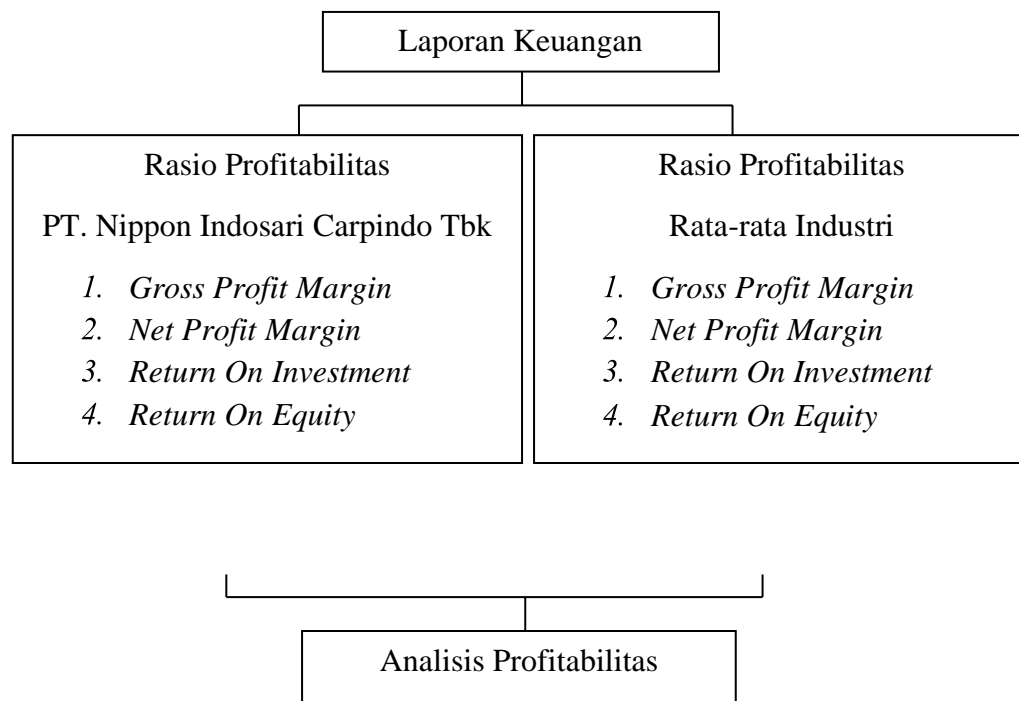 Laporan Keuangan
Rasio Profitabilitas
PT. Nippon Indosari Carpindo Tbk
1. Gross Profit Margin
2. Net Profit Margin
3. Return On Investment
4. Return On Equity
Rasio Profitabilitas
Rata-rata Industri
1. Gross Profit Margin
2. Net Profit Margin
3. Return On Investment
4. Return On Equity
Analisis Profitabilitas